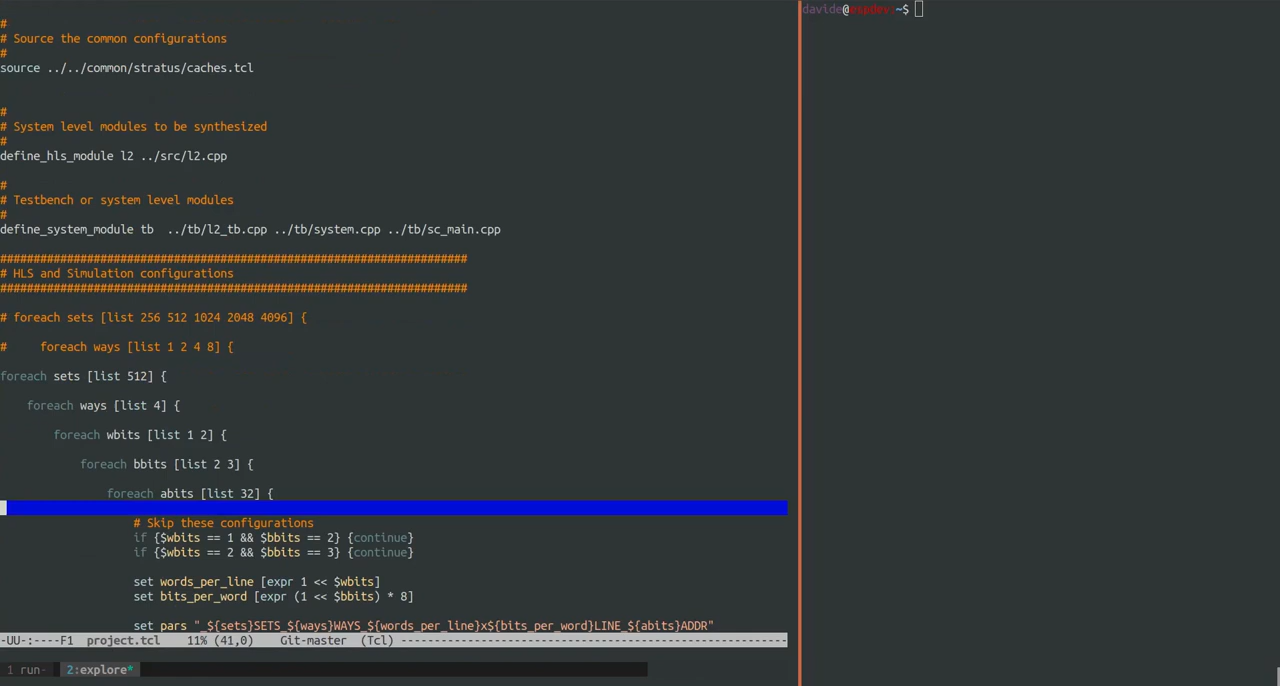 #
# Source the common configurations
#
source ../../common/stratus/caches.tcl
#
# System level modules to be synthesized
#
define_hls_module l2 ../src/l2.cpp
#
# Testbench or system level modules
#
define_system_module tb  ../tb/l2_tb.cpp ../tb/system.cpp ../tb/sc_main.cpp
######################################################################
# HLS and Simulation configurations
######################################################################
# foreach sets [list 256 512 1024 2048 4096] {
#     foreach ways [list 1 2 4 8] {
foreach sets [list 512] {
    foreach ways [list 4] {
        foreach wbits [list 1 2] {
            foreach bbits [list 2 3] {
                foreach abits [list 32] {
                    # Skip these configurations
                    if {$wbits == 1 && $bbits == 2} {continue}
                    if {$wbits == 2 && $bbits == 3} {continue}
                    set words_per_line [expr 1 << $wbits]
                    set bits_per_word [expr (1 << $bbits) * 8]
                    set pars "_${sets}SETS_${ways}WAYS_${words_per_line}x${bits_per_word}LINE_${abits}ADDR"
-UU-:----F1  project.tcl    11% (41,0)     Git-master  (Tcl) ----------------------------------------------------------
1 run-  2:explore*
davide@espdev:~$